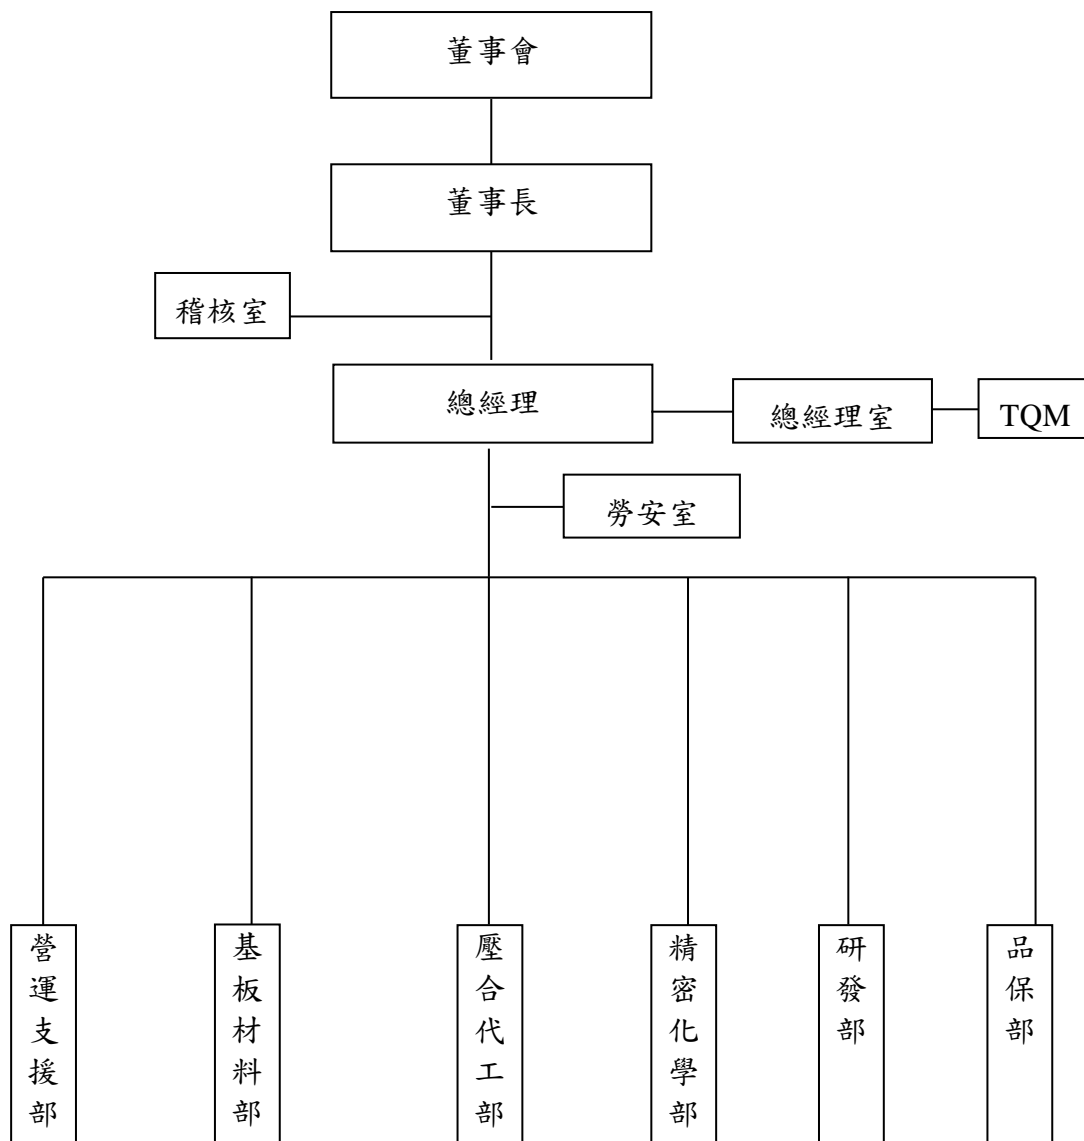 董事會
董事長
稽核室
總經理
總經理室
TQM
勞安室
營運支援部
基板材料部
壓合代工部
精密化學部
研發部
品保部